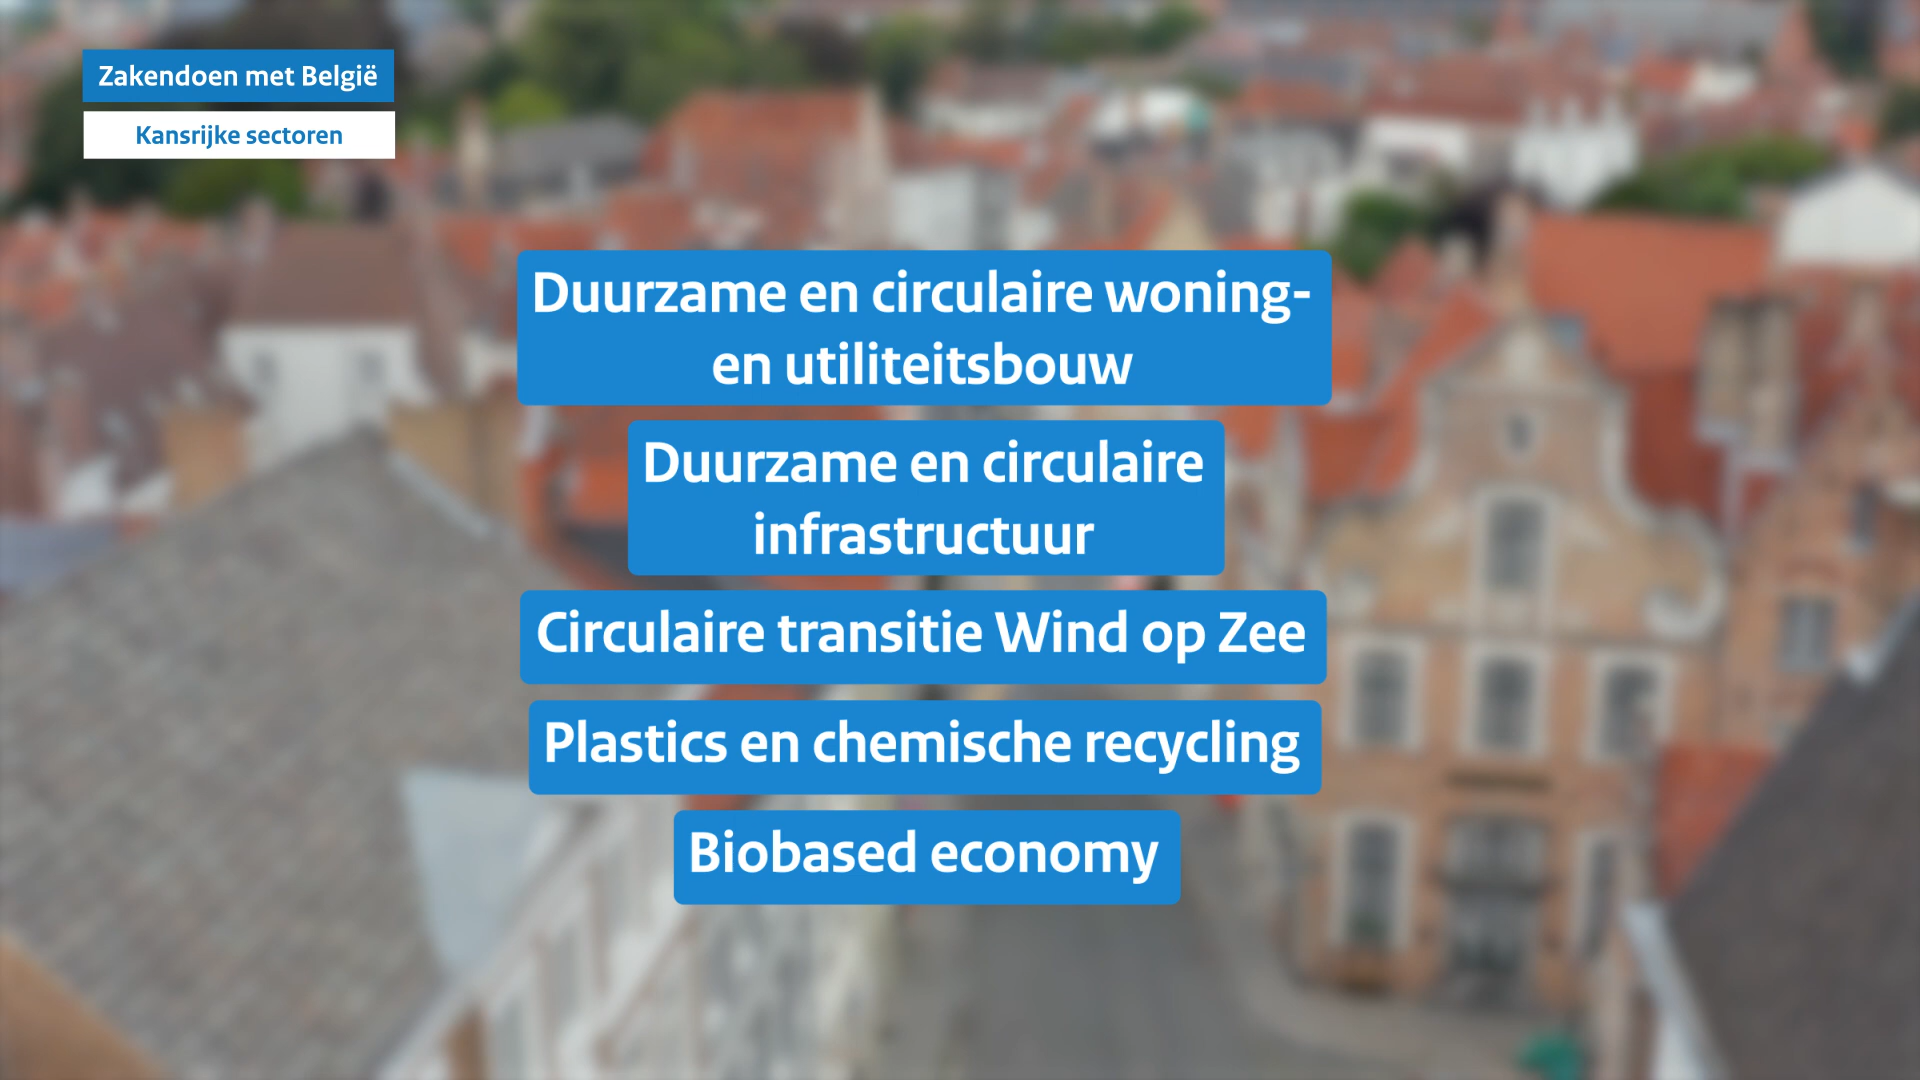 Zakendoen met België
Kansrijke sectoren
Duurzame en circulaire woning-
en utiliteitsbouw
Duurzame en circulaire
infrastructuur
Circulaire transitie Wind op Zee
Plastics en chemische recycling
Biobased economy